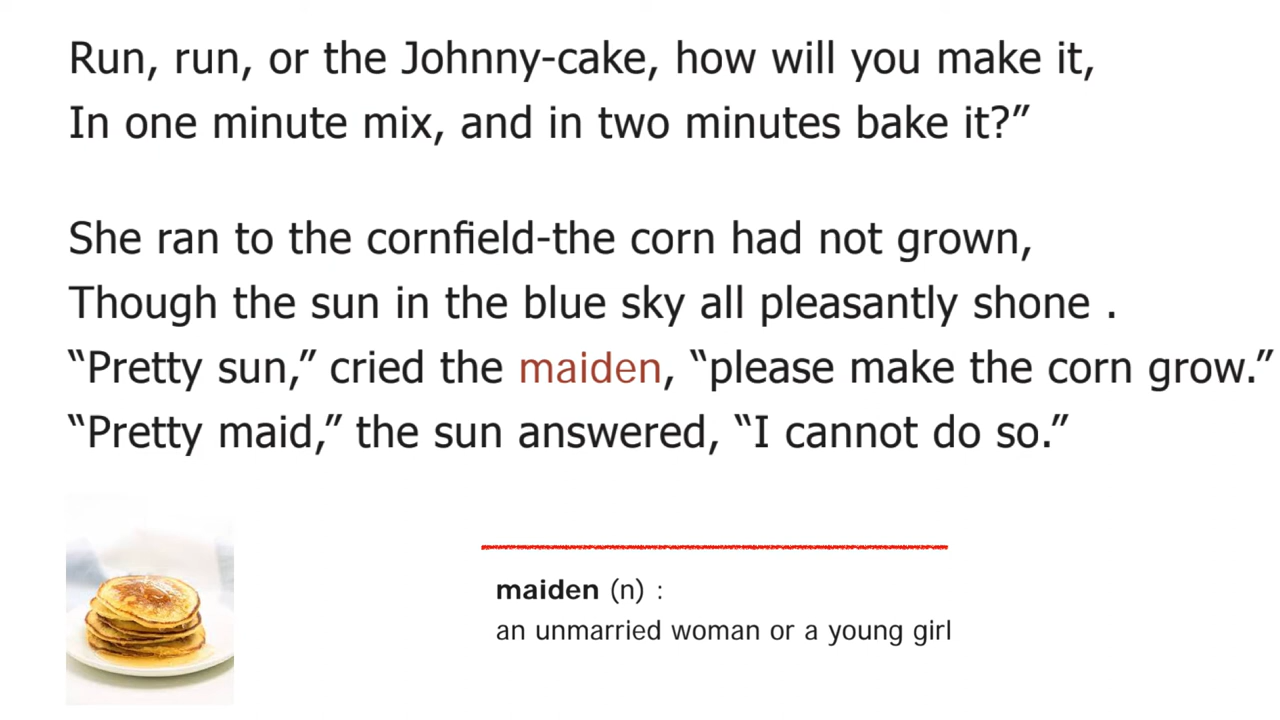 Run, run, or the Johnny-cake, how will you make it,
In one minute mix, and in two minutes bake it?”
She ran to the cornfield-the corn had not grown,
Though the sun in the blue sky all pleasantly shone .
“Pretty sun,” cried the maiden, “please make the corn grow.”
“Pretty maid,” the sun answered, “I cannot do so.”
maiden (n) :
an unmarried woman or a young girl